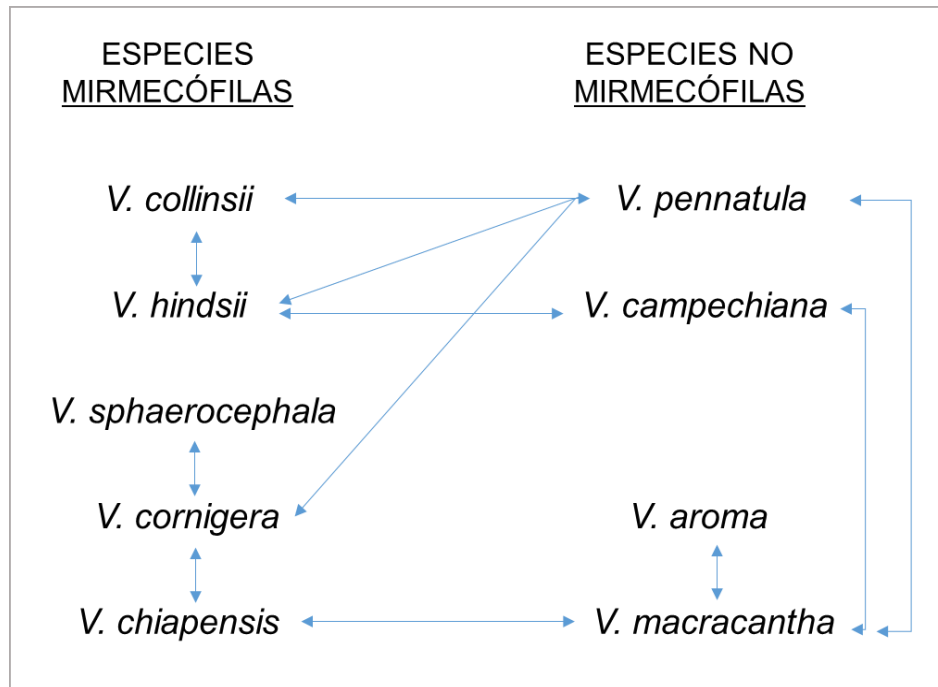 ESPECIES
MIRMECÓFILAS
ESPECIES NO
MIRMECÓFILAS
V. collinsii
V. pennatula
V. hindsii
V. campechiana
V. sphaerocephala
V. cornigera
V. aroma
V. chiapensis
V. macracantha